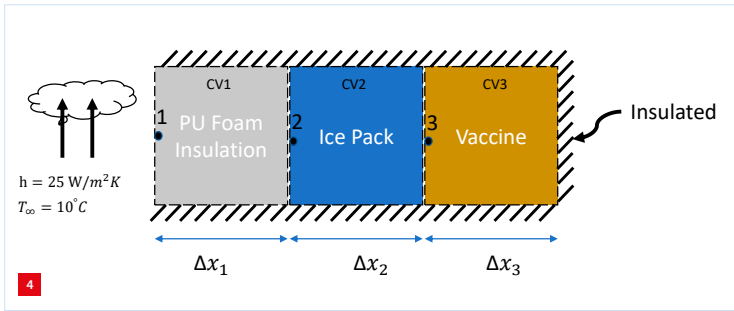 CV1
CV2
CV3
1
PU Foam
Insulation
2
Ice Pack
3
Vaccine
Insulated
h = 25 W/m²K
T∞ = 10°C
Δx₁
Δx₂
Δx₃
4